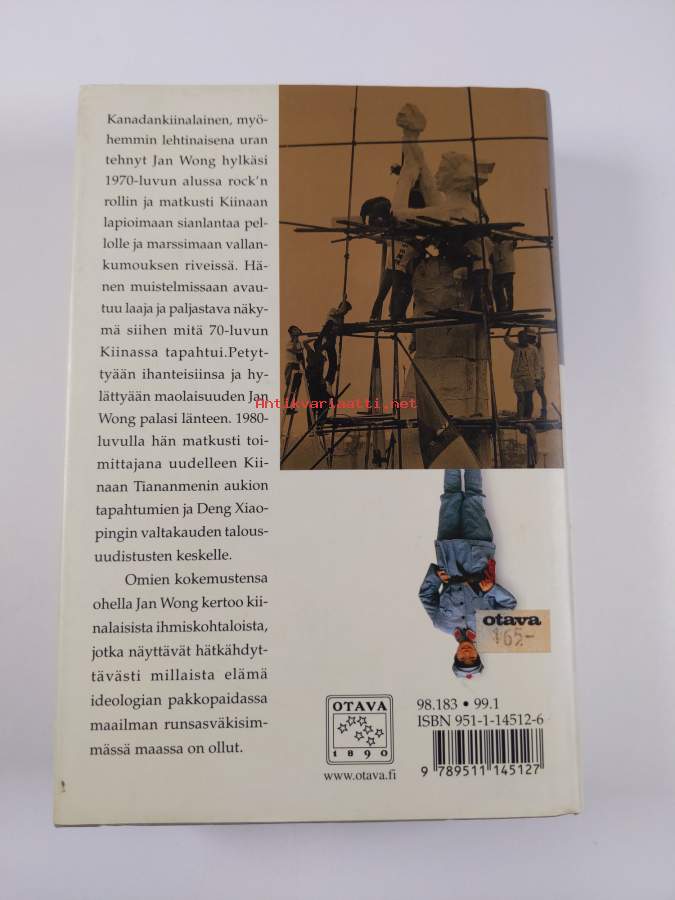 Kanadankiinalainen, myö-
hemmin lehtinaisena uran
tehnyt Jan Wong hylkäsi
1970-luvun alussa rock'n
rollin ja matkusti Kiinaan
lapioimaan sianlantaa pel-
lolle ja marssimaan vallan-
kumouksen riveissä. Hä-
nen muistelmissaan avau-
tuu laaja ja paljastava näky-
mä siihen mitä 70-luvun
Kiinassa tapahtui.Petyt-
tyään ihanteisiinsa ja hy-
lättyään maolaisuuden Jan
Wong palasi länteen. 1980-
luvulla hän matkusti toi-
mittajana uudelleen Kii-
naan Tiananmenin aukion
tapahtumien ja Deng Xiao-
pingin valtakauden talous-
uudistusten keskelle.
Omien kokemustensa
ohella Jan Wong kertoo kii-
nalaisista ihmiskohtaloista,
jotka näyttävät hätkähdyt-
tävästi millaista elämä
ideologian pakkopaidassa
maailman runsasväkisim-
mässä maassa on ollut.
Antikvariaatti.net
otava
165,-
OTAVA
1890
www.otava.fi
98.183 • 99.1
ISBN 951-1-14512-6
9 789511 145127